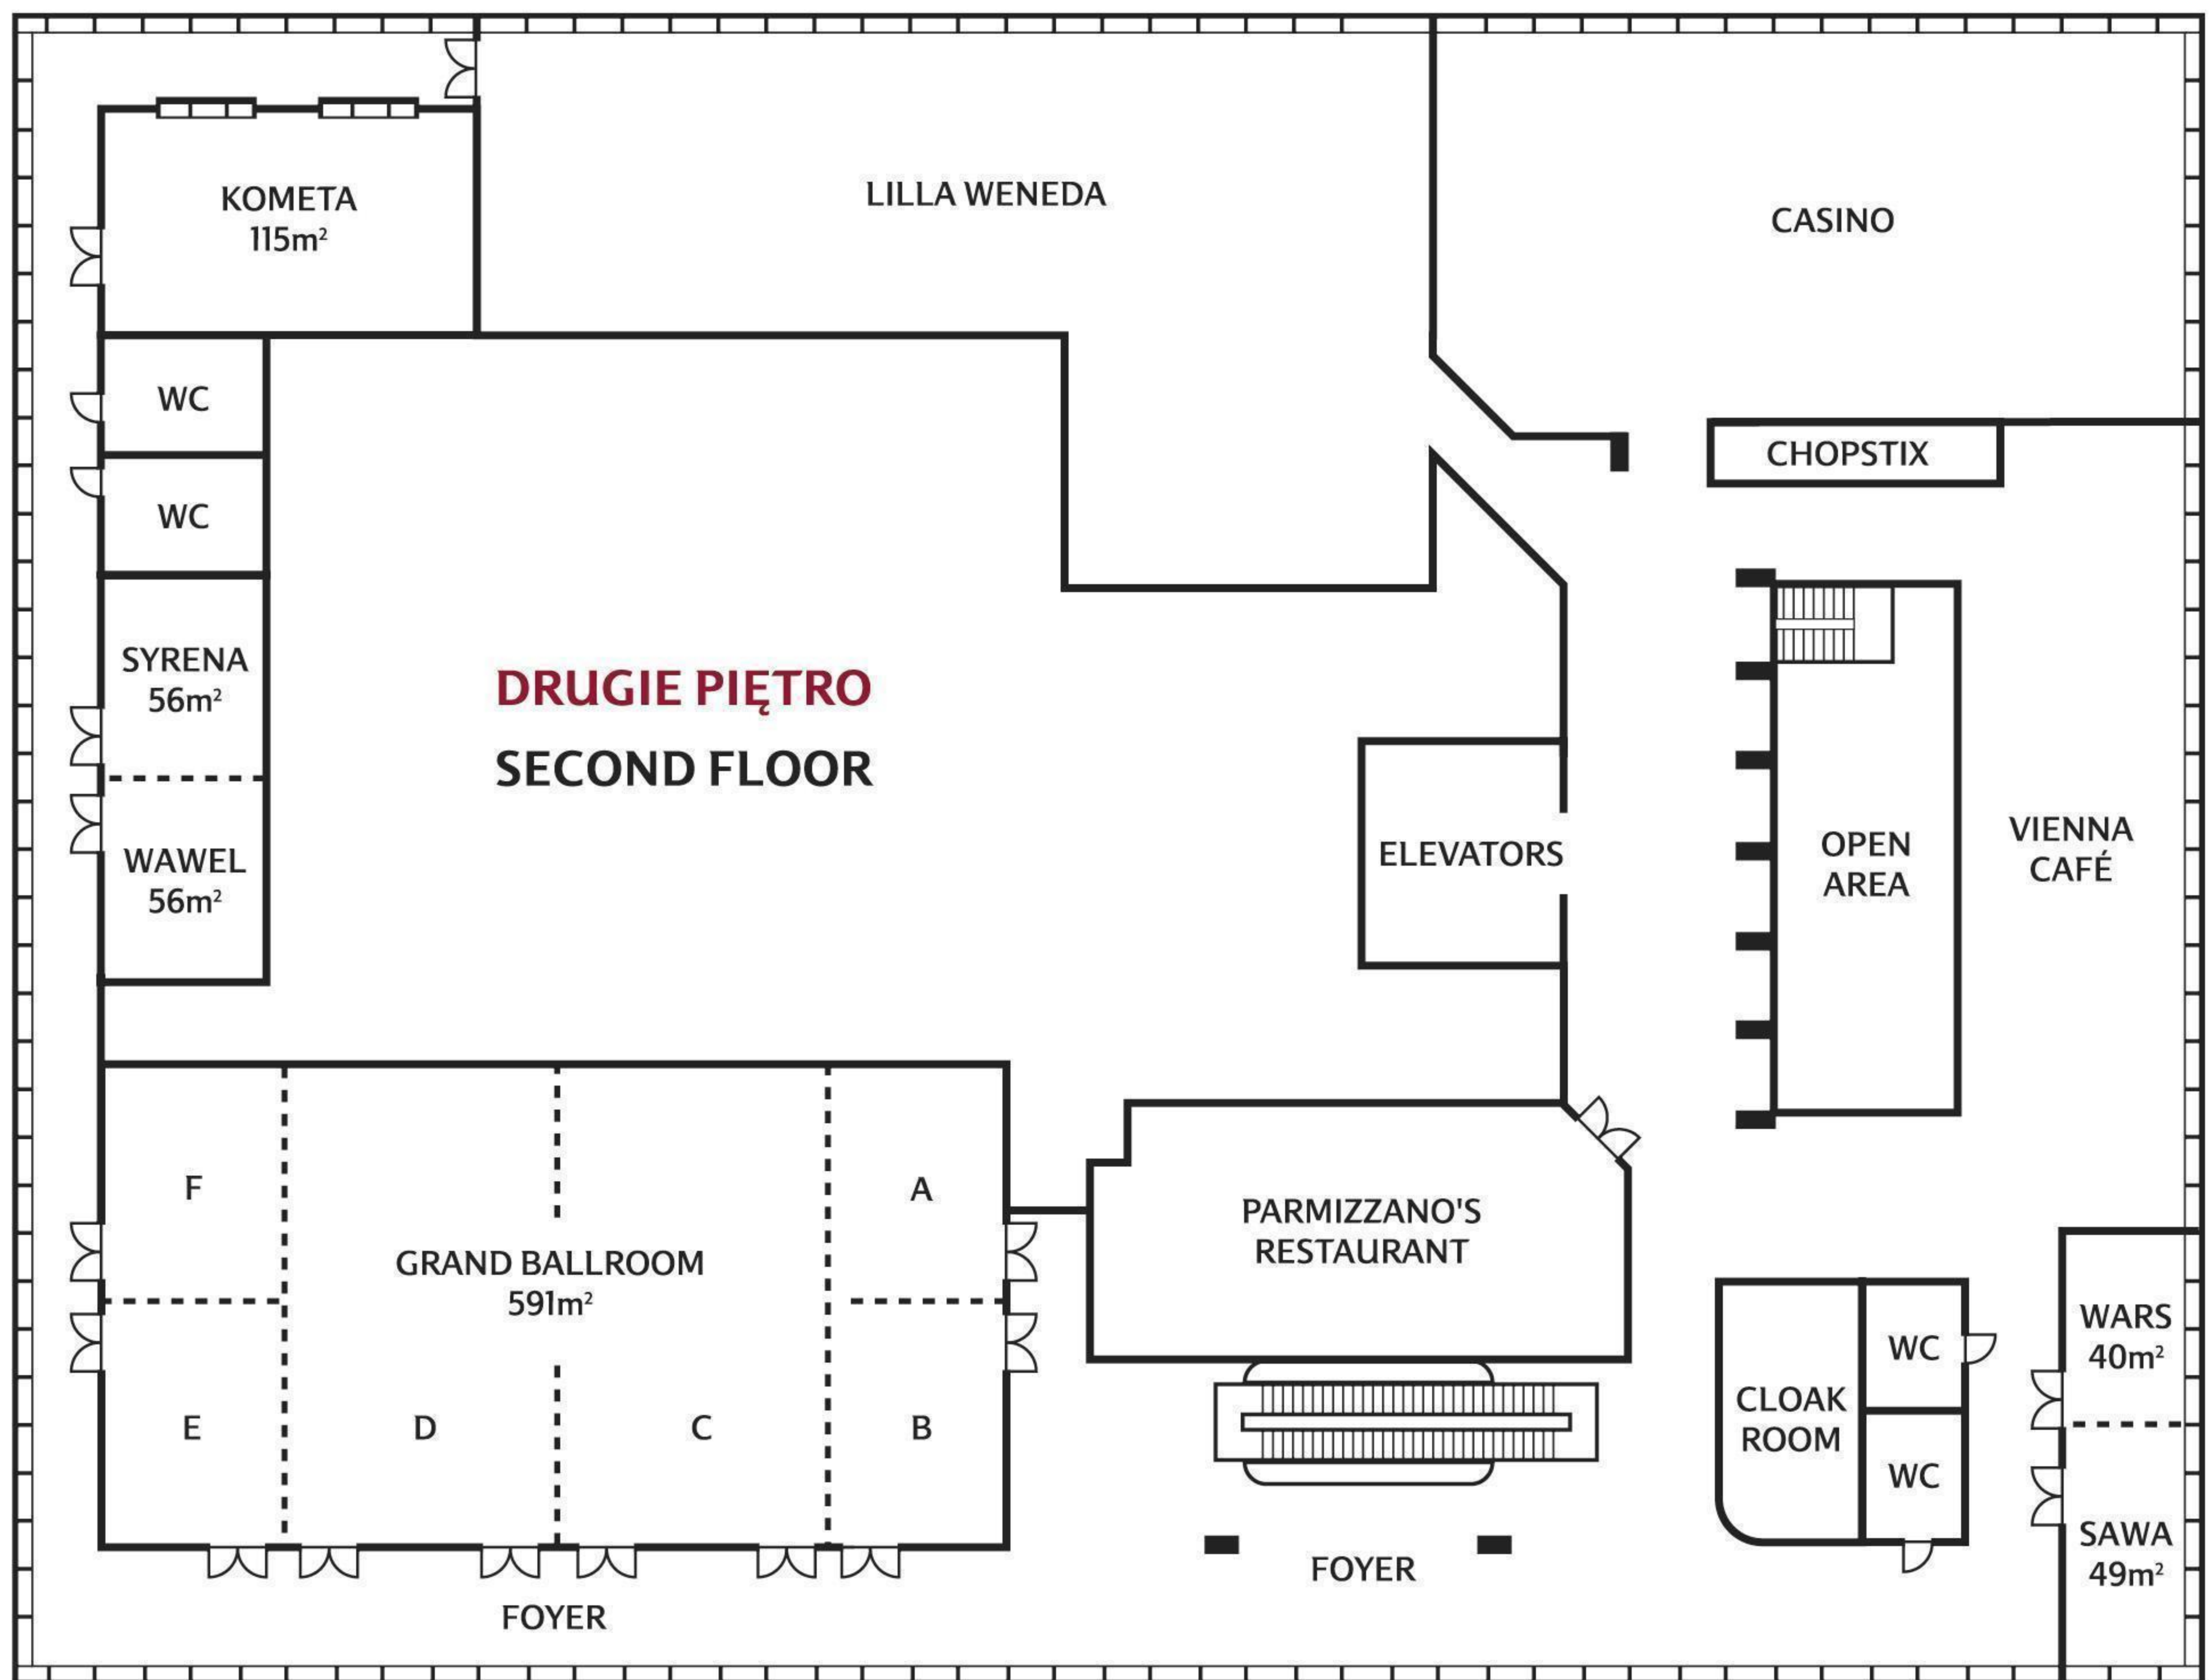 KOMETA
115m²
LILLA WENEDA
CASINO
WC
CHOPSTIX
WC
SYRENA
56m²
DRUGIE PIĘTRO
SECOND FLOOR
WAWEL
56m²
ELEVATORS
OPEN
AREA
VIENNA
CAFÉ
F
A
GRAND BALLROOM
591m²
PARMIZZANO'S
RESTAURANT
E
D
C
B
WC
WARS
40m²
CLOAK
ROOM
WC
SAWA
49m²
FOYER
FOYER